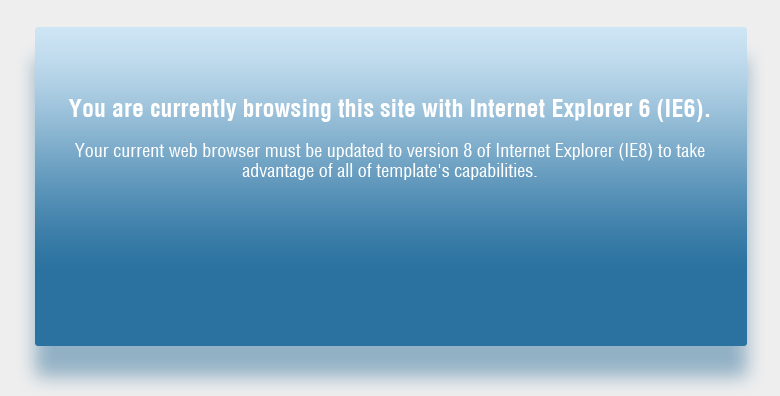 You are currently browsing this site with Internet Explorer 6 (IE6).
Your current web browser must be updated to version 8 of Internet Explorer (IE8) to take
advantage of all of template's capabilities.